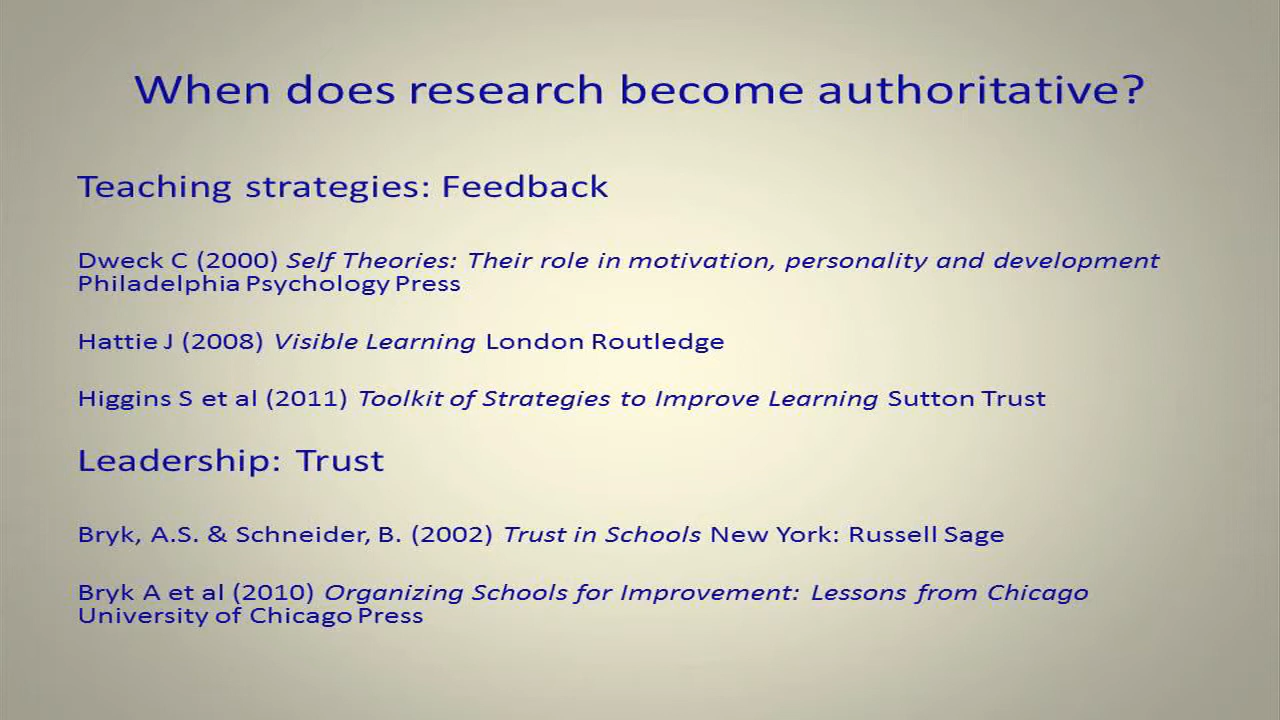 When does research become authoritative?
Teaching strategies: Feedback
Dweck C (2000) Self Theories: Their role in motivation, personality and development
Philadelphia Psychology Press
Hattie J (2008) Visible Learning London Routledge
Higgins S et al (2011) Toolkit of Strategies to Improve Learning Sutton Trust
Leadership: Trust
Bryk, A.S. & Schneider, B. (2002) Trust in Schools New York: Russell Sage
Bryk A et al (2010) Organizing Schools for Improvement: Lessons from Chicago
University of Chicago Press